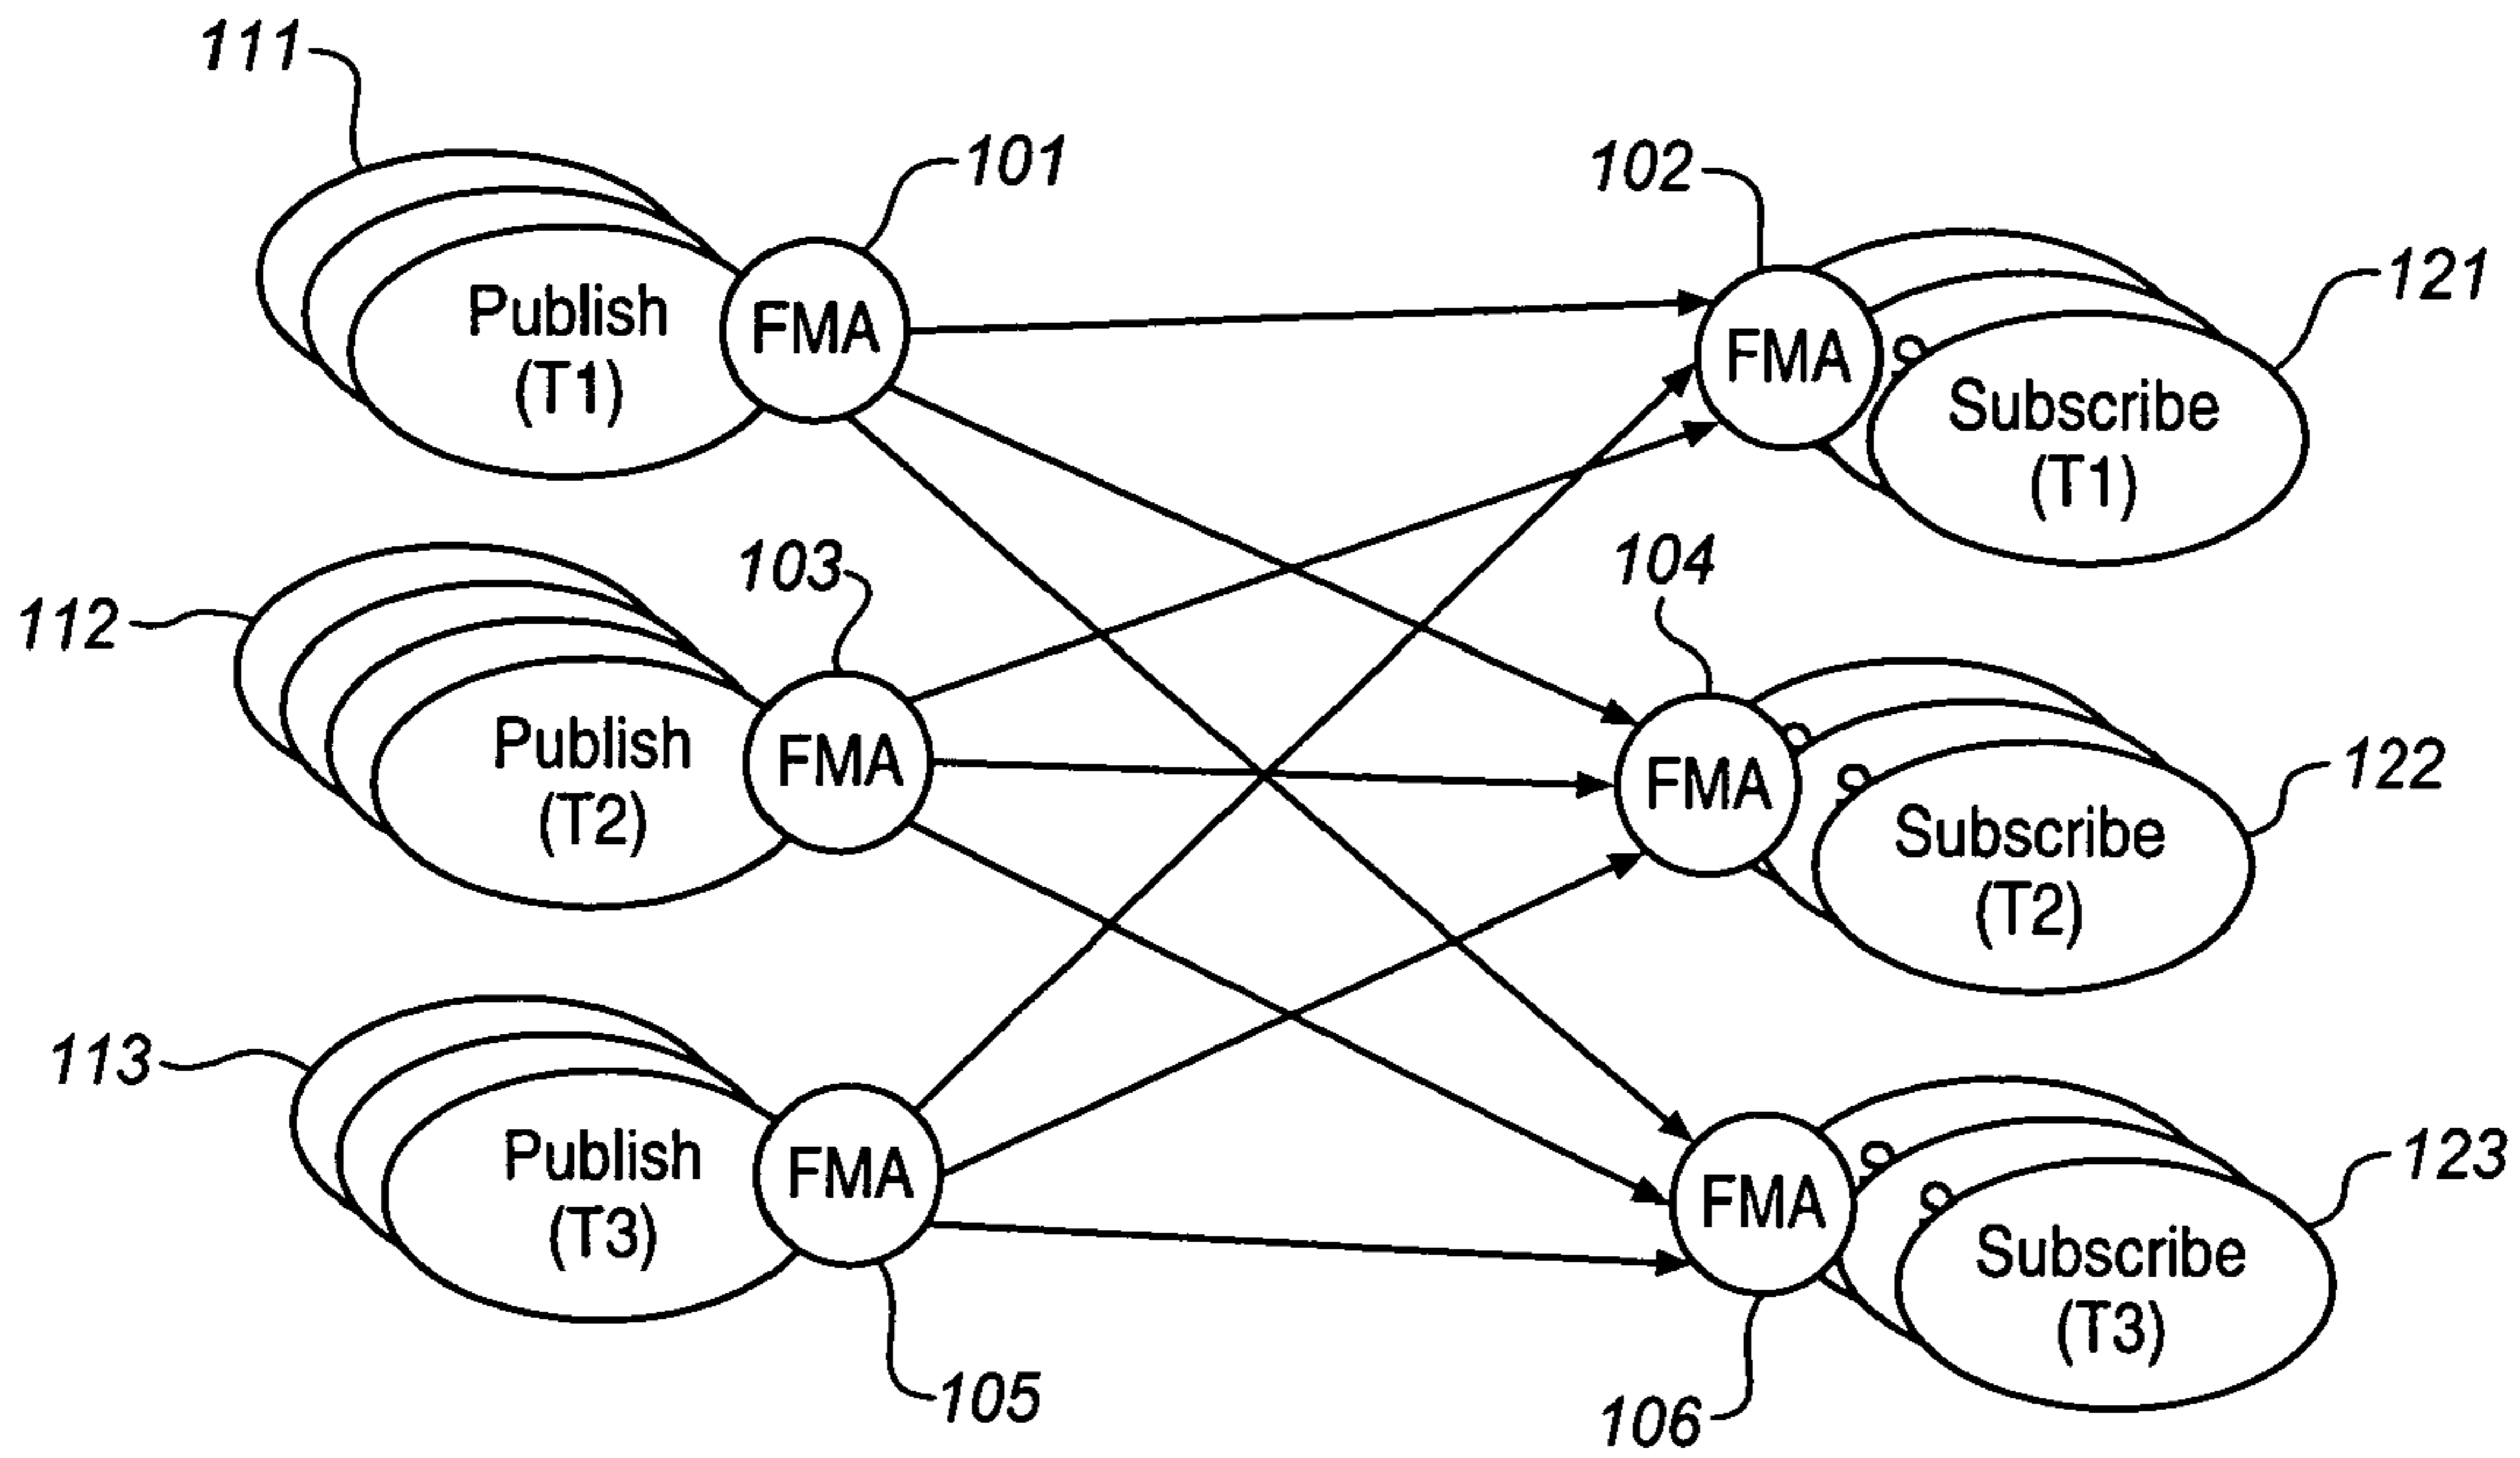 111
101
102
121
Publish
(T1)
FMA
FMA
Subscribe
(T1)
112
103
104
122
Publish
(T2)
FMA
FMA
Subscribe
(T2)
113
123
Publish
(T3)
FMA
FMA
Subscribe
(T3)
105
106